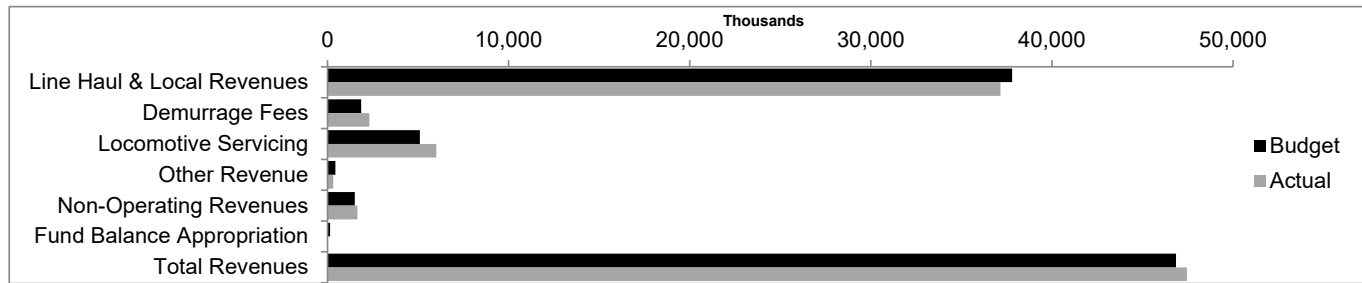 Thousands
0 10,000 20,000 30,000 40,000 50,000
Line Haul & Local Revenues
Demurrage Fees
Locomotive Servicing
Other Revenue
Non-Operating Revenues
Fund Balance Appropriation
Total Revenues
Budget
Actual